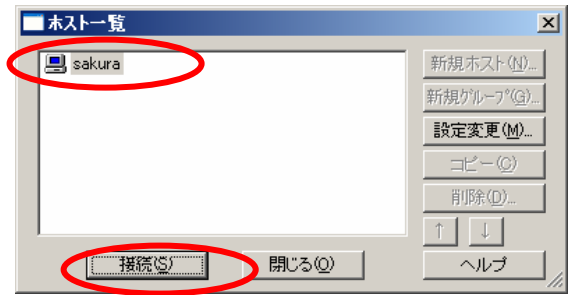 ホスト一覧
sakura
新規ホスト(N)...
新規グループ(G)...
設定変更(M)...
コピー(C)
削除(D)...
↑ ↓
接続(S) 閉じる(O) ヘルプ